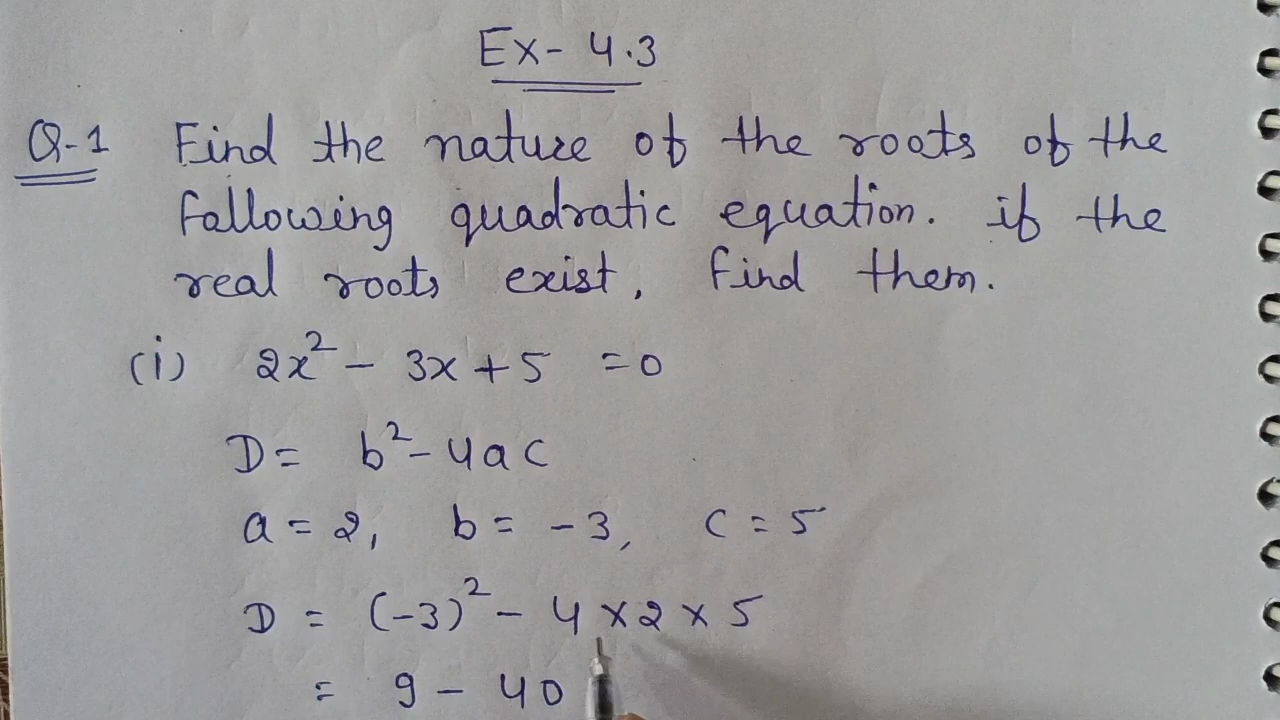 Ex- 4.3
Q-1 Find the nature of the roots of the
following quadratic equation. if the
real roots exist, find them.
(i) 2x² - 3x + 5 = 0
D = b² - 4ac
a = 2, b = -3, c = 5
D = (-3)² - 4 × 2 × 5
= 9 - 40